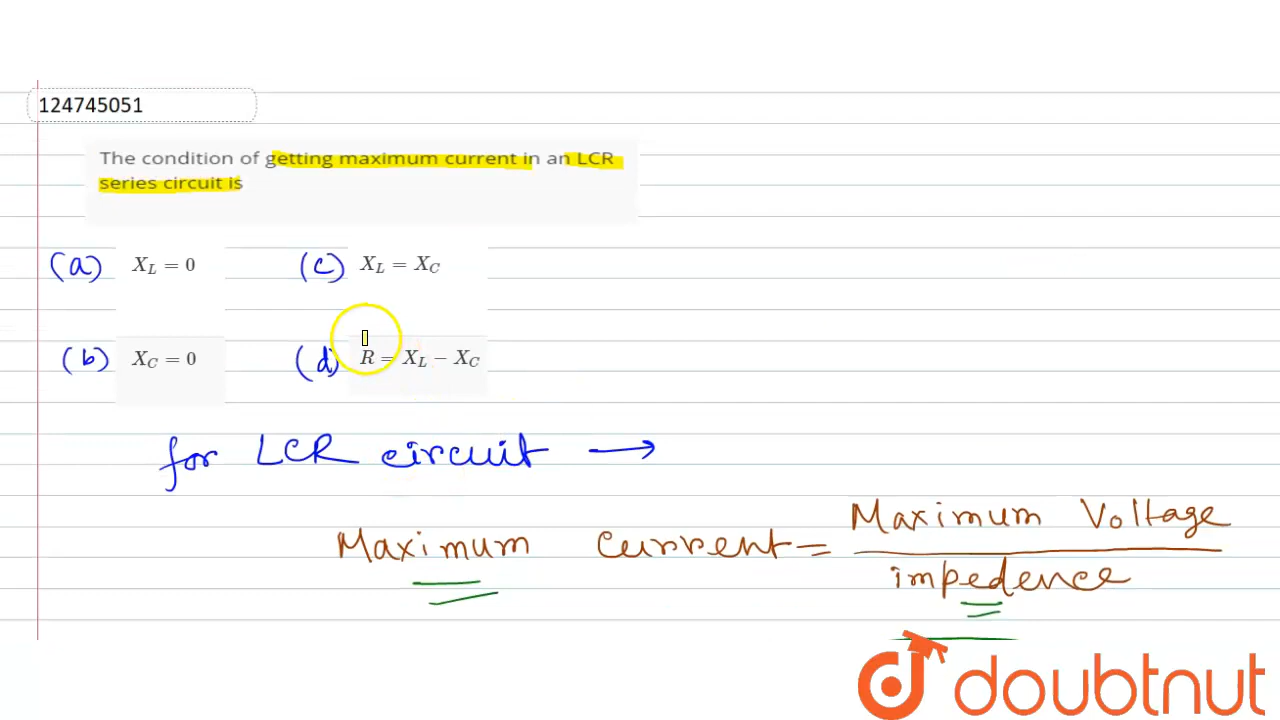 124745051
The condition of getting maximum current in an LCR
series circuit is
(a) X_L = 0 (c) X_L = X_C
(b) X_C = 0 (d) R = X_L − X_C
for LCR circuit →
Maximum current = Maximum Voltage
impedence
doubtnut